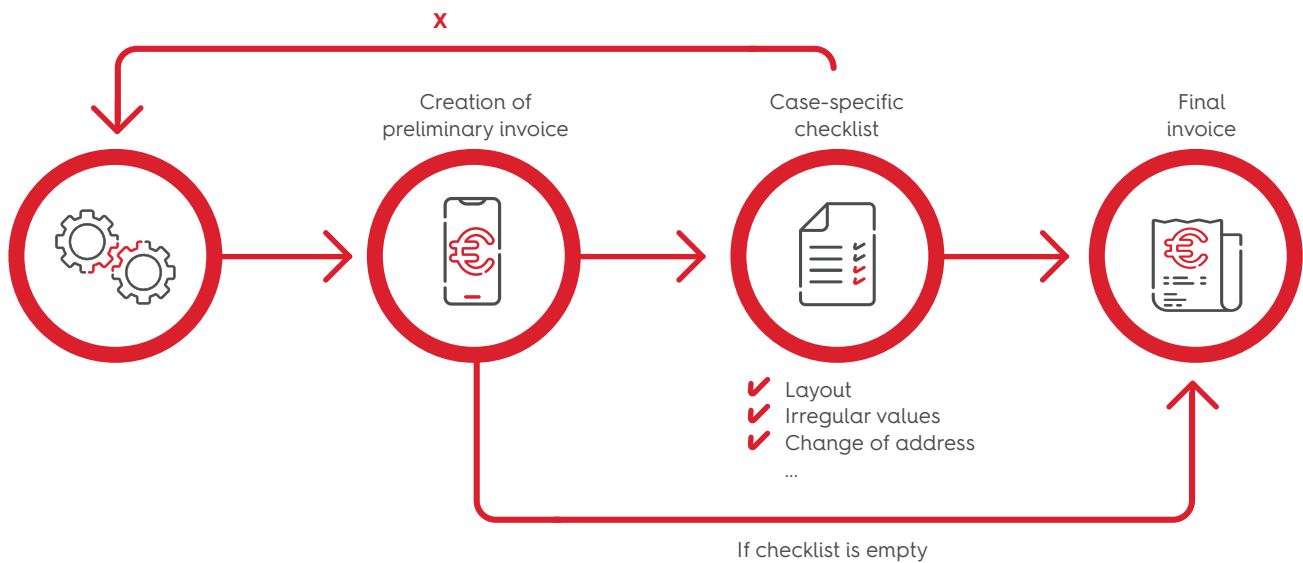 X
Creation of
preliminary invoice
Case-specific
checklist
Final
invoice
Layout
Irregular values
Change of address
...
If checklist is empty